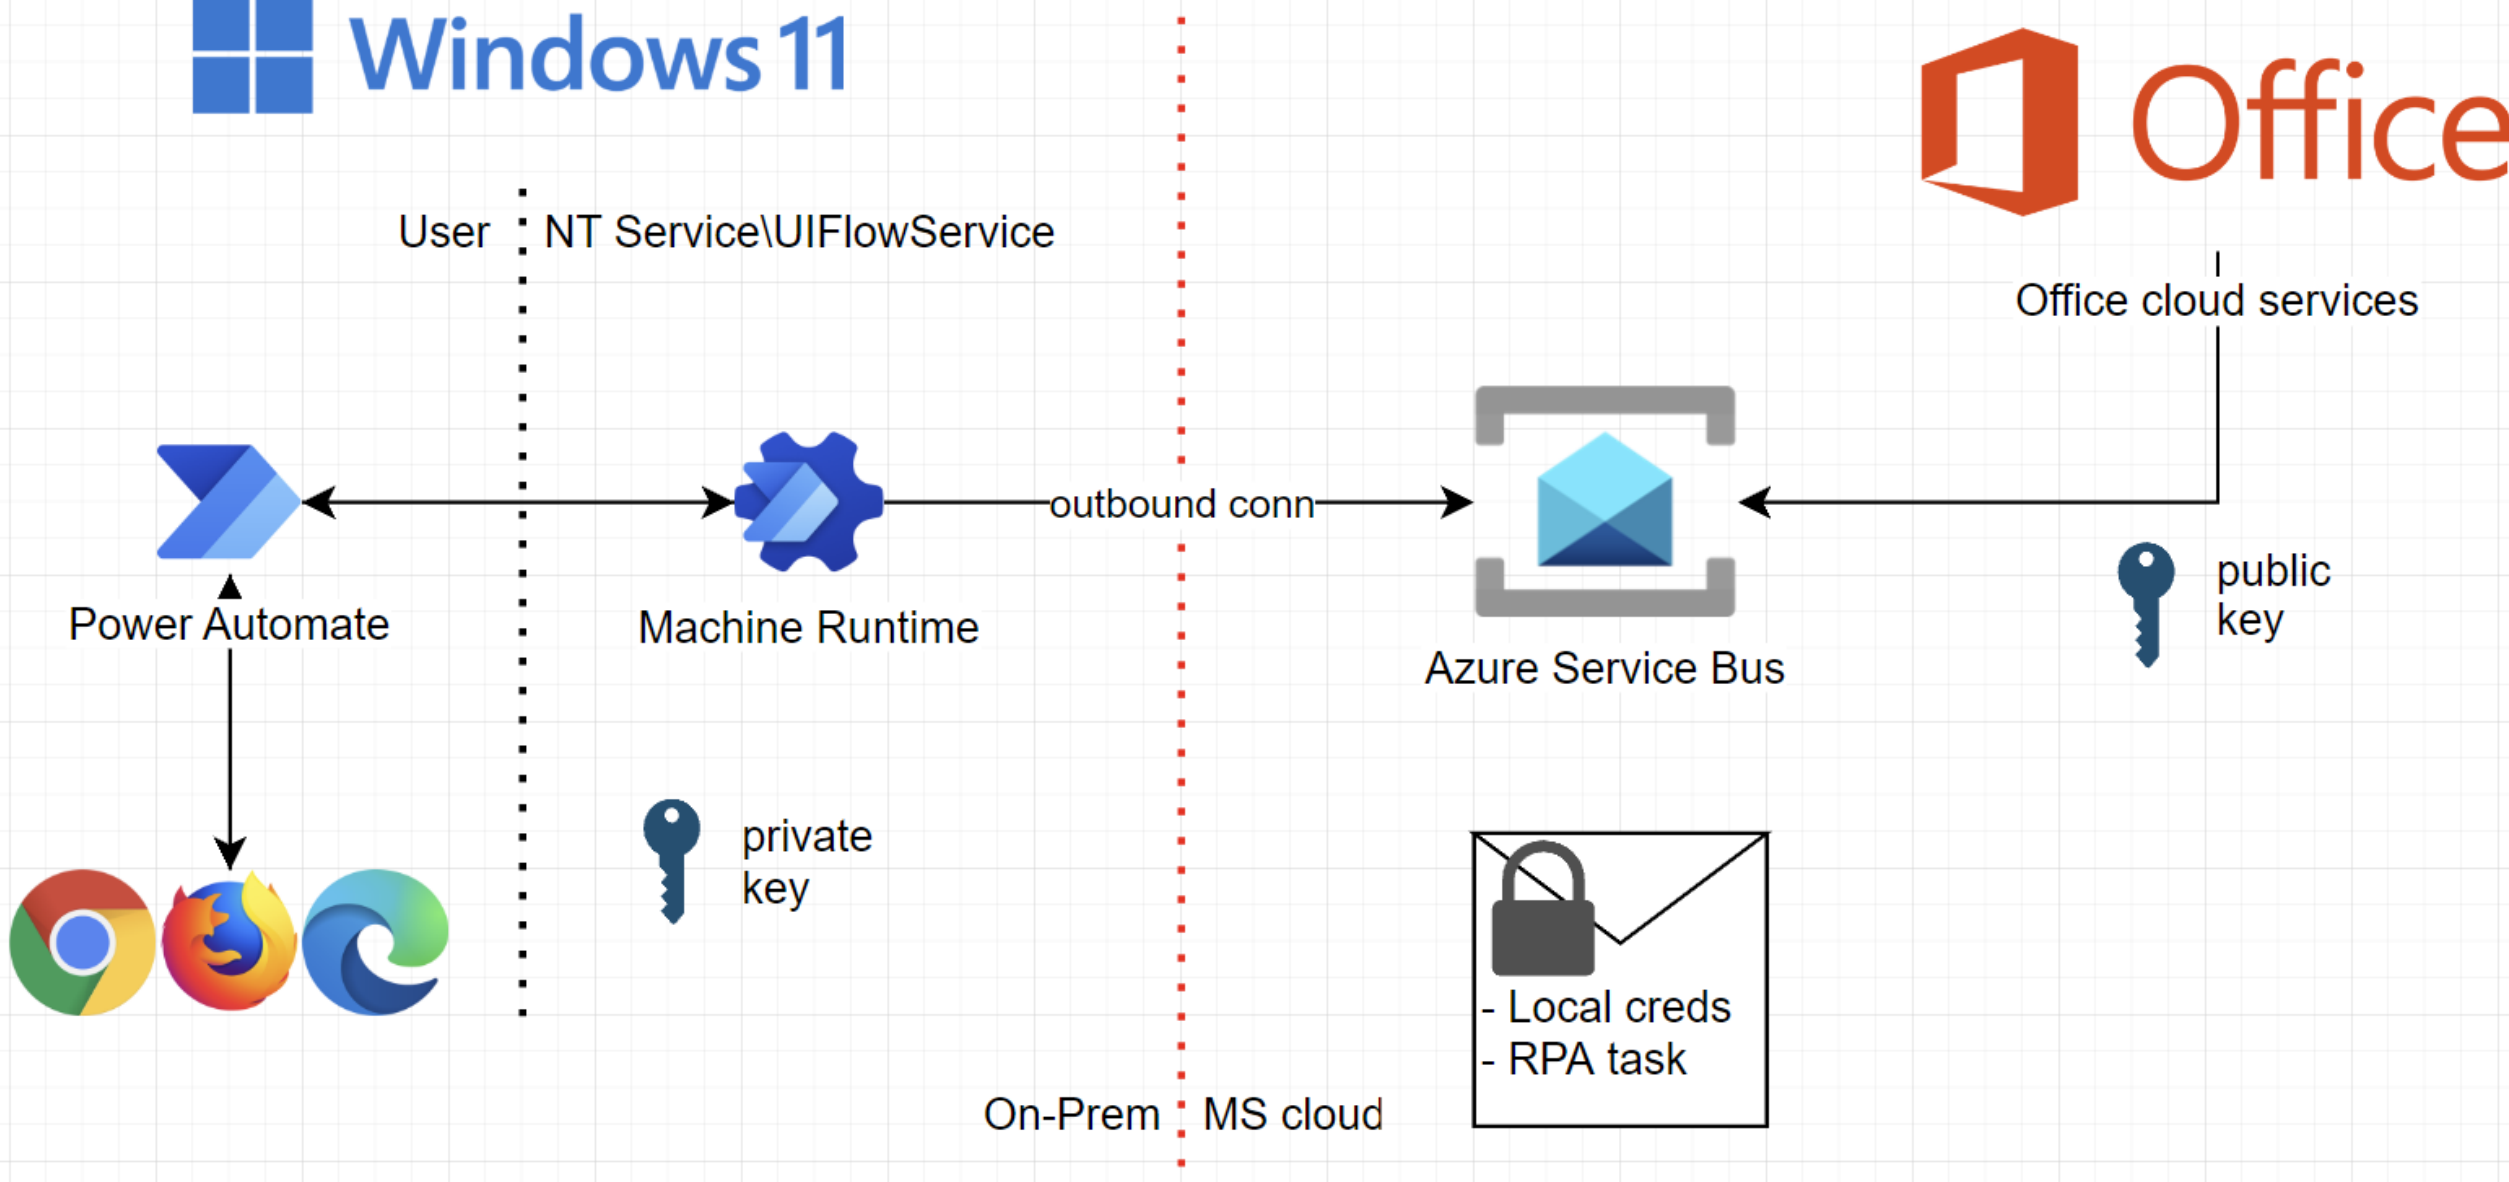 Windows 11
Office
User
NT Service\UIFlowService
Office cloud services
outbound conn
public
key
Power Automate
Machine Runtime
Azure Service Bus
private
key
- Local creds
- RPA task
On-Prem
MS cloud